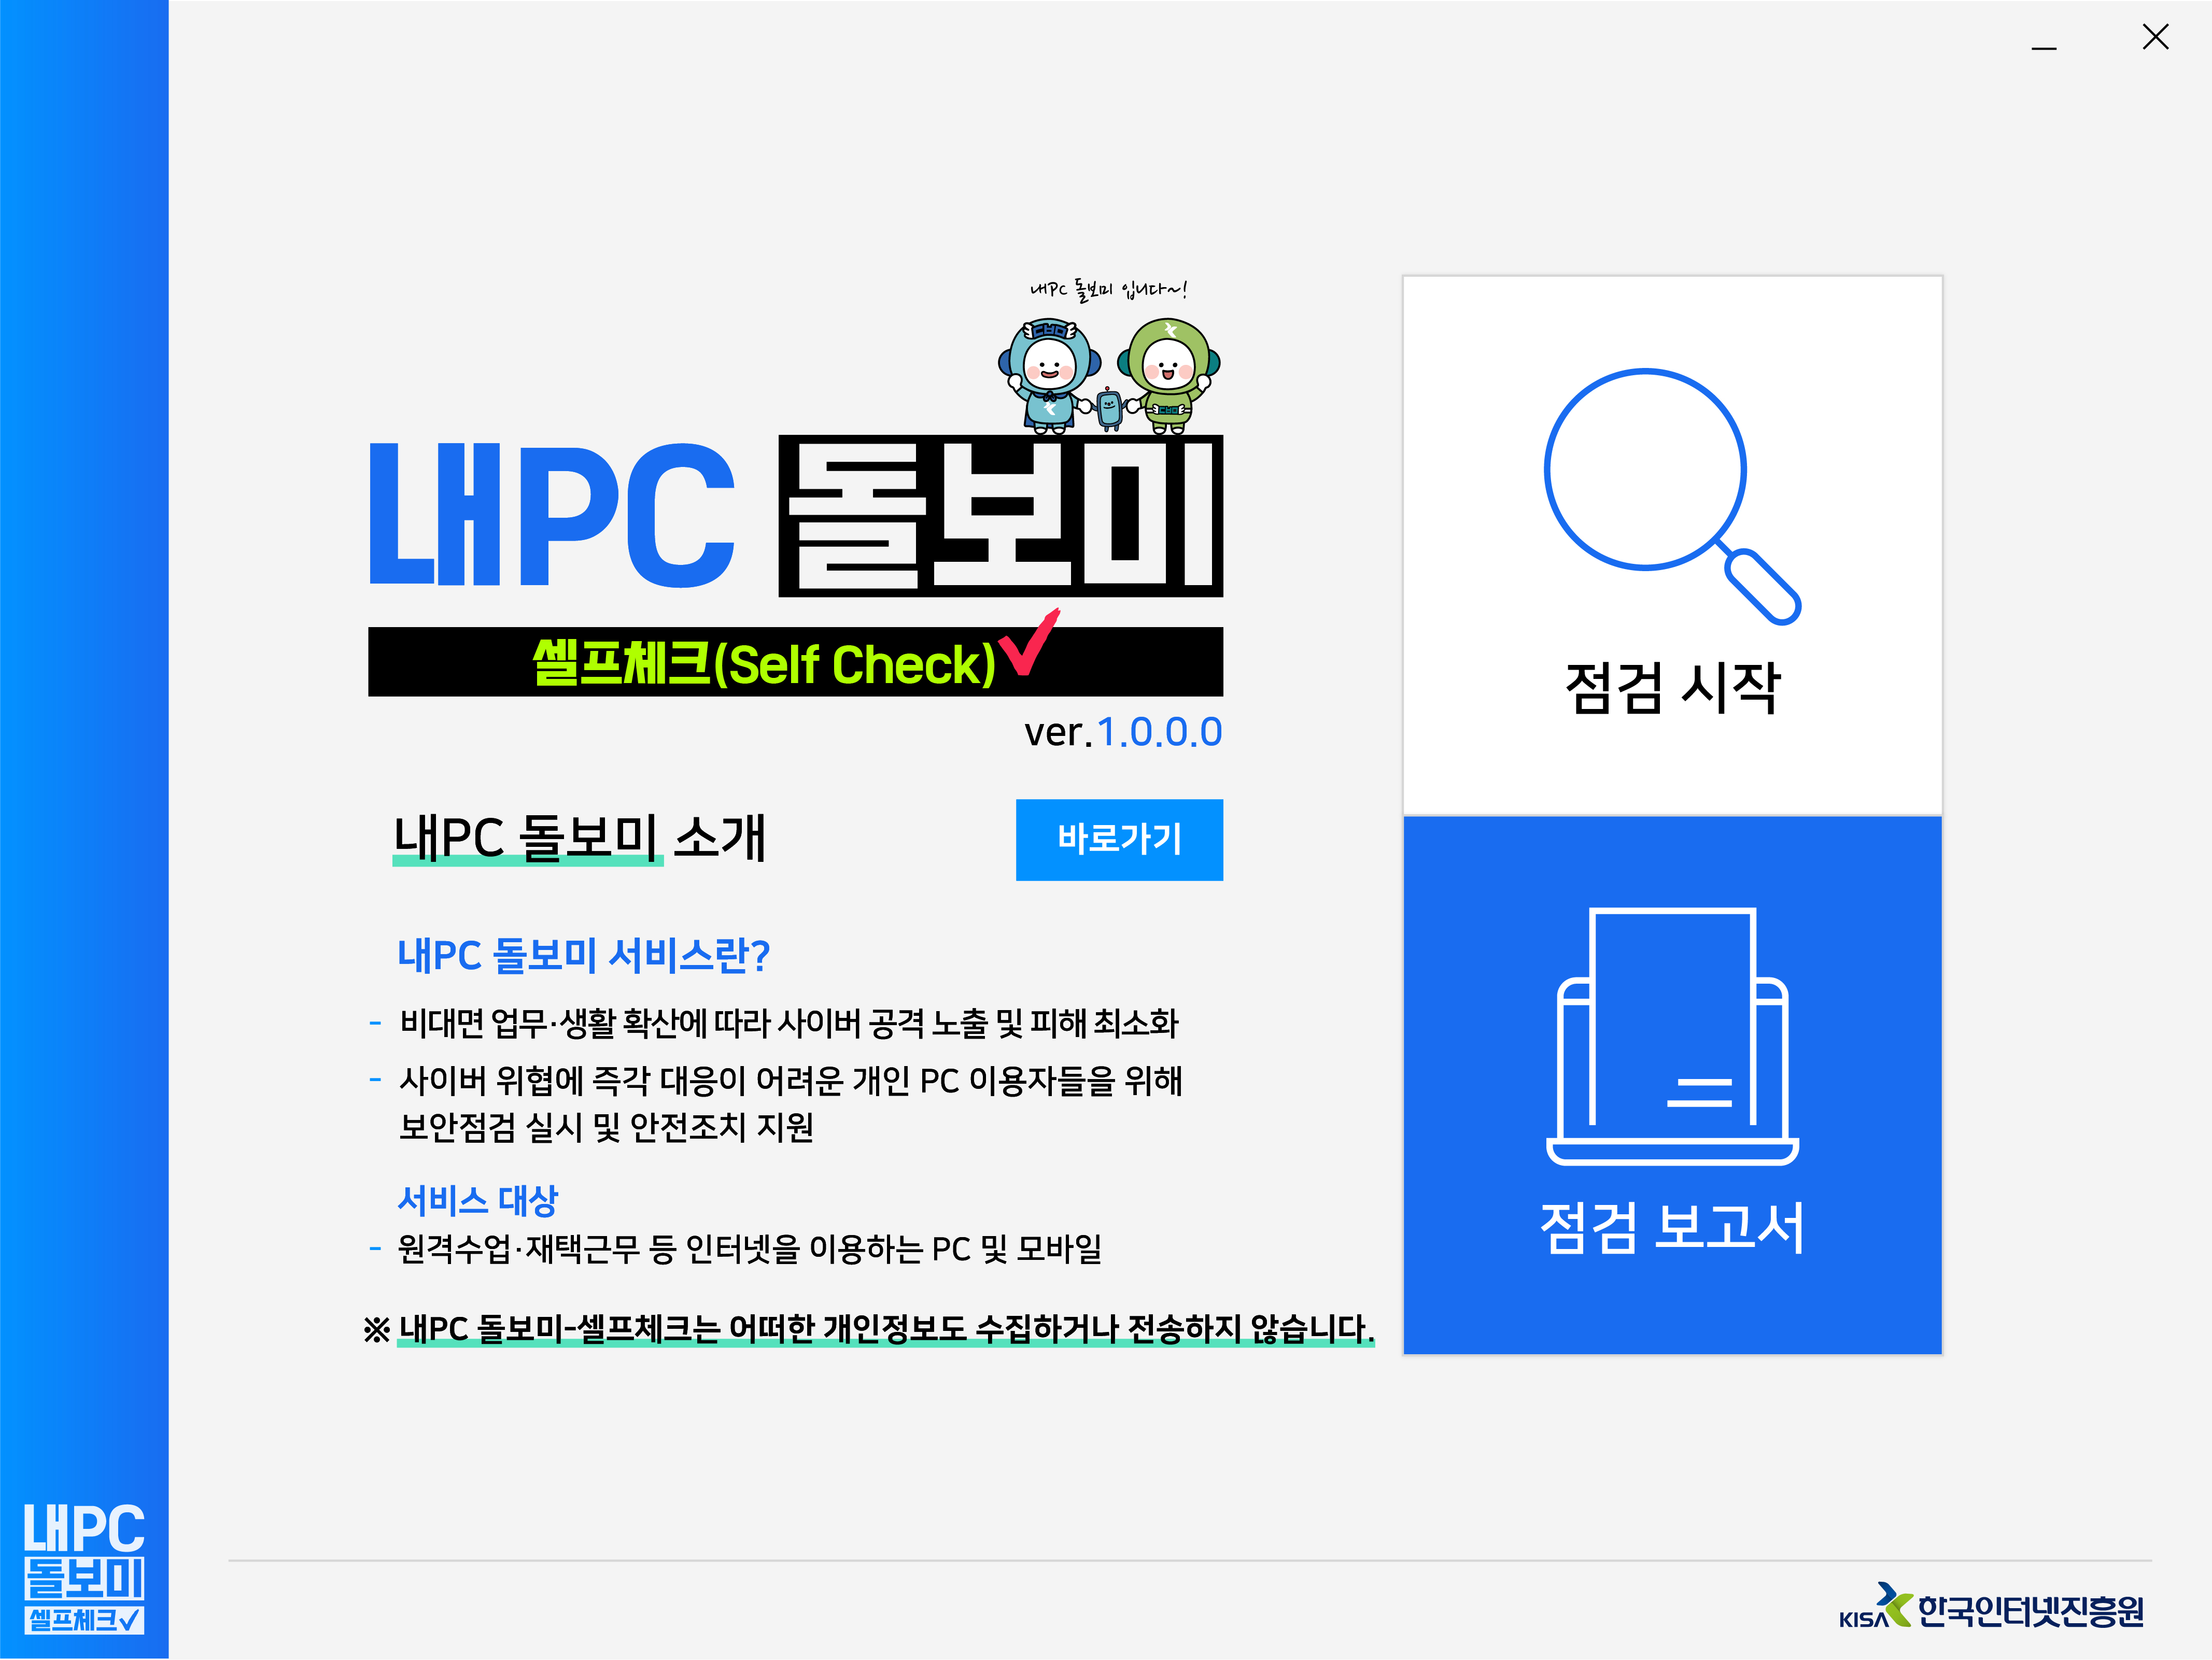 내PC 돌보미 입니다~!
내PC 돌보미
셀프체크(Self Check)
ver.1.0.0.0
내PC 돌보미 소개
바로가기
내PC 돌보미 서비스란?
- 비대면 업무·생활 확산에 따라 사이버 공격 노출 및 피해 최소화
- 사이버 위협에 즉각 대응이 어려운 개인 PC 이용자들을 위해
보안점검 실시 및 안전조치 지원
서비스 대상
- 원격수업·재택근무 등 인터넷을 이용하는 PC 및 모바일
※ 내PC 돌보미-셀프체크는 어떠한 개인정보도 수집하거나 전송하지 않습니다.
점검 시작
점검 보고서
내PC
돌보미
셀프체크
KISA 한국인터넷진흥원